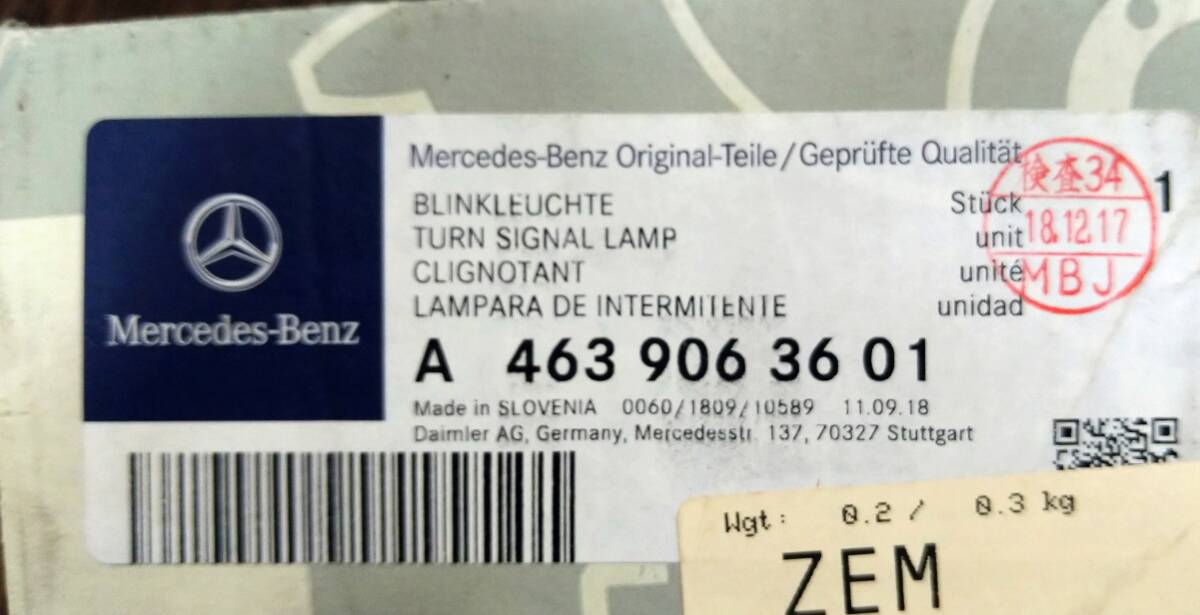 Mercedes-Benz
Mercedes-Benz Original-Teile/Geprüfte Qualität
BLINKLEUCHTE Stück 1
TURN SIGNAL LAMP unit
CLIGNOTANT unité
LAMPARA DE INTERMITENTE unidad
A 463 906 36 01
Made in SLOVENIA 0060/1809/10589 11.09.18
Daimler AG, Germany, Mercedesstr. 137, 70327 Stuttgart
検査34
18.12.17
MBJ
Wgt: 0.2 / 0.3 kg
ZEM